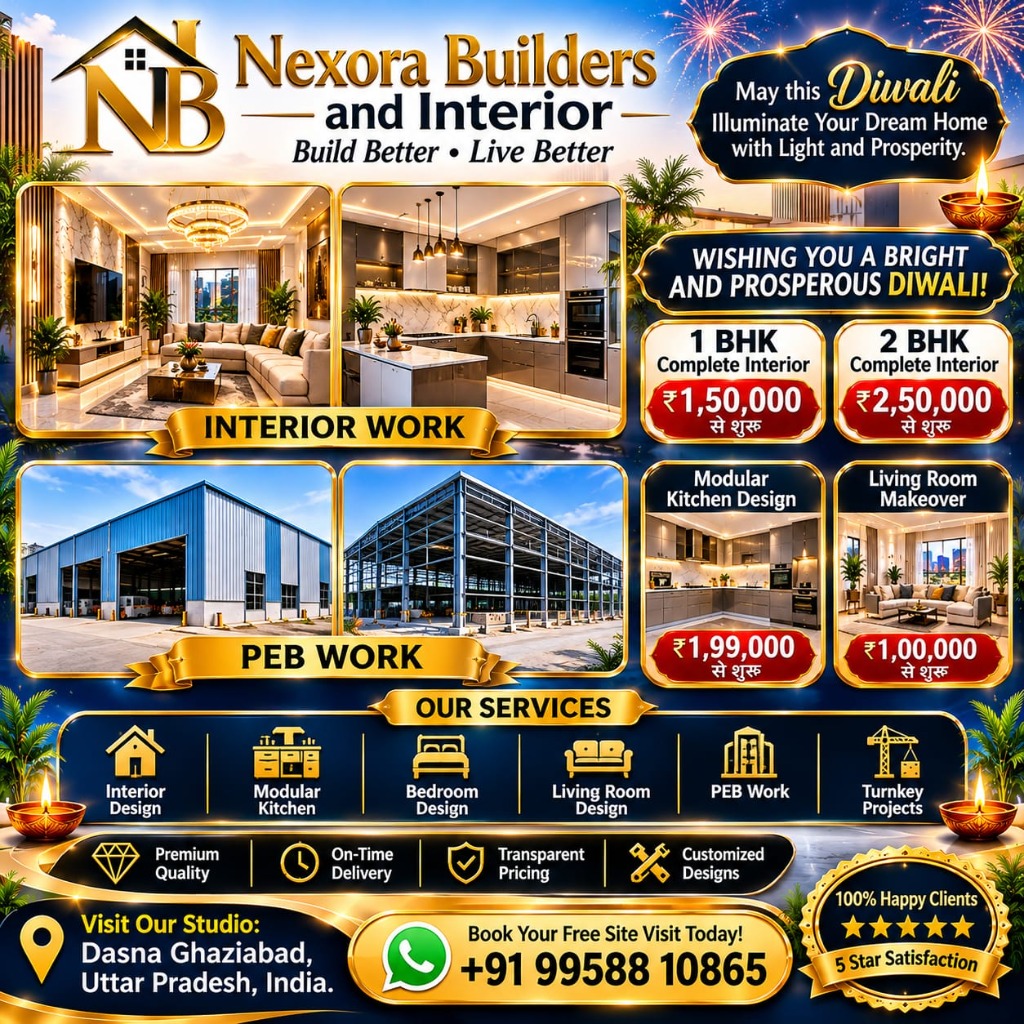 NB
Nexora Builders
and Interior
Build Better • Live Better
May this Diwali
Illuminate Your Dream Home
with Light and Prosperity.
WISHING YOU A BRIGHT
AND PROSPEROUS DIWALI!
INTERIOR WORK
1 BHK
Complete Interior
₹1,50,000
से शुरू
2 BHK
Complete Interior
₹2,50,000
से शुरू
PEB WORK
Modular
Kitchen Design
₹1,99,000
से शुरू
Living Room
Makeover
₹1,00,000
से शुरू
OUR SERVICES
Interior
Design
Modular
Kitchen
Bedroom
Design
Living Room
Design
PEB Work
Turnkey
Projects
Premium
Quality
On-Time
Delivery
Transparent
Pricing
Customized
Designs
Visit Our Studio:
Dasna Ghaziabad,
Uttar Pradesh, India.
Book Your Free Site Visit Today!
+91 99588 10865
100% Happy Clients
5 Star Satisfaction